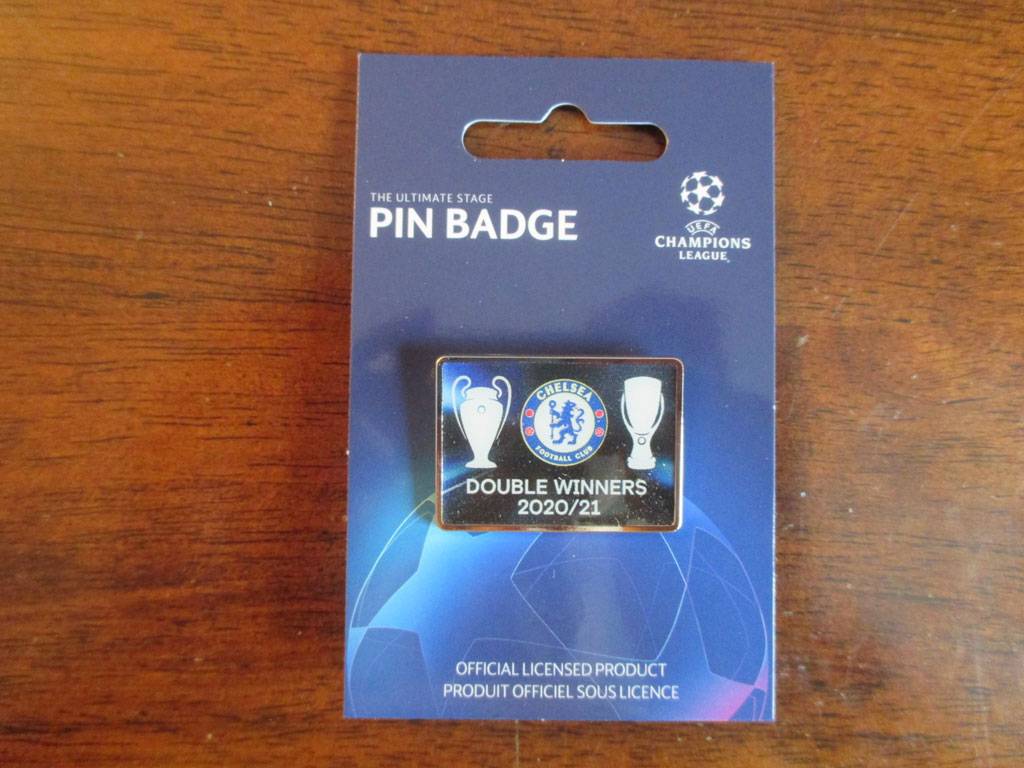 THE ULTIMATE STAGE
PIN BADGE
UEFA
CHAMPIONS
LEAGUE
CHELSEA
FOOTBALL CLUB
DOUBLE WINNERS
2020/21
OFFICIAL LICENSED PRODUCT
PRODUIT OFFICIEL SOUS LICENCE